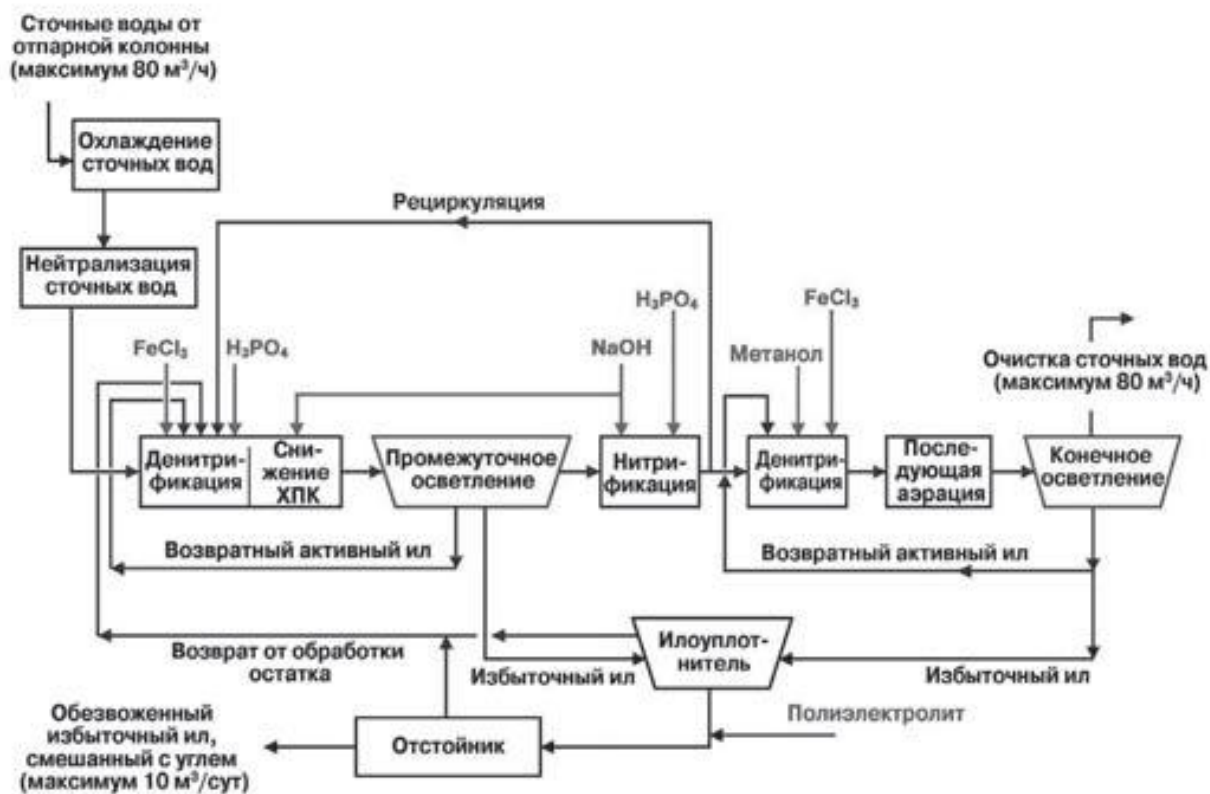 Сточные воды от
отпарной колонны
(максимум 80 м³/ч)
Охлаждение
сточных вод
Рециркуляция
Нейтрализация
сточных вод
H₃PO₄
FeCl₃
FeCl₃
H₃PO₄
NaOH
Метанол
Очистка сточных вод
(максимум 80 м³/ч)
Денитри-
фикация
Сни-
жение
ХПК
Промежуточное
осветление
Нитри-
фикация
Денитри-
фикация
После-
дующая
аэрация
Конечное
осветление
Возвратный активный ил
Возвратный активный ил
Возврат от обработки
остатка
Илоуплот-
нитель
Избыточный ил
Избыточный ил
Обезвоженный
избыточный ил,
смешанный с углем
(максимум 10 м³/сут)
Отстойник
Полиэлектролит